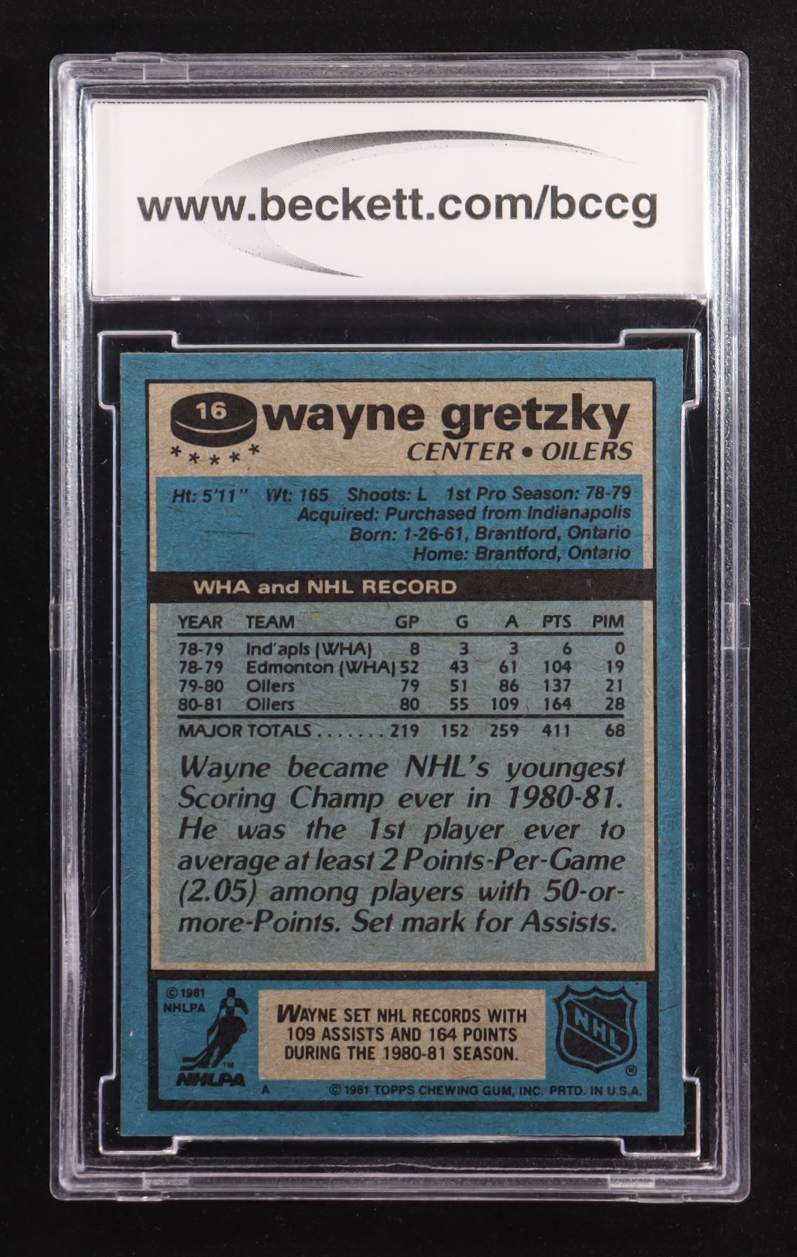 www.beckett.com/bccg
16 wayne gretzky
CENTER • OILERS
Ht: 5'11" Wt: 165 Shoots: L 1st Pro Season: 78-79
Acquired: Purchased from Indianapolis
Born: 1-26-61, Brantford, Ontario
Home: Brantford, Ontario
WHA and NHL RECORD
YEAR TEAM GP G A PTS PIM
78-79 Ind'apls (WHA) 8 3 3 6 0
78-79 Edmonton (WHA) 52 43 61 104 19
79-80 Oilers 79 51 86 137 21
80-81 Oilers 80 55 109 164 28
MAJOR TOTALS ....... 219 152 259 411 68
Wayne became NHL's youngest
Scoring Champ ever in 1980-81.
He was the 1st player ever to
average at least 2 Points-Per-Game
(2.05) among players with 50-or-
more-Points. Set mark for Assists.
© 1981
NHLPA
WAYNE SET NHL RECORDS WITH
109 ASSISTS AND 164 POINTS
DURING THE 1980-81 SEASON.
NHL
®
TM
NHLPA
A © 1981 TOPPS CHEWING GUM, INC. PRTD. IN U.S.A.